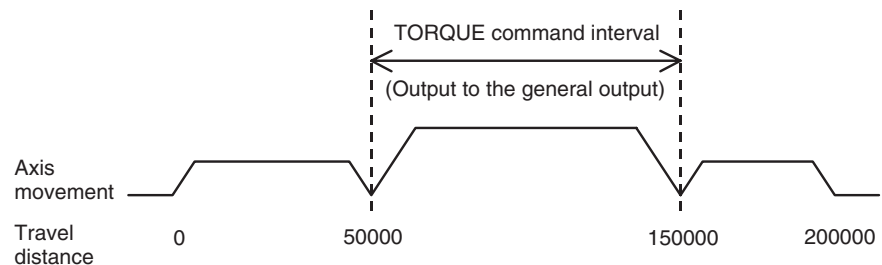 TORQUE command interval
(Output to the general output)
Axis
movement
Travel
distance
0
50000
150000
200000